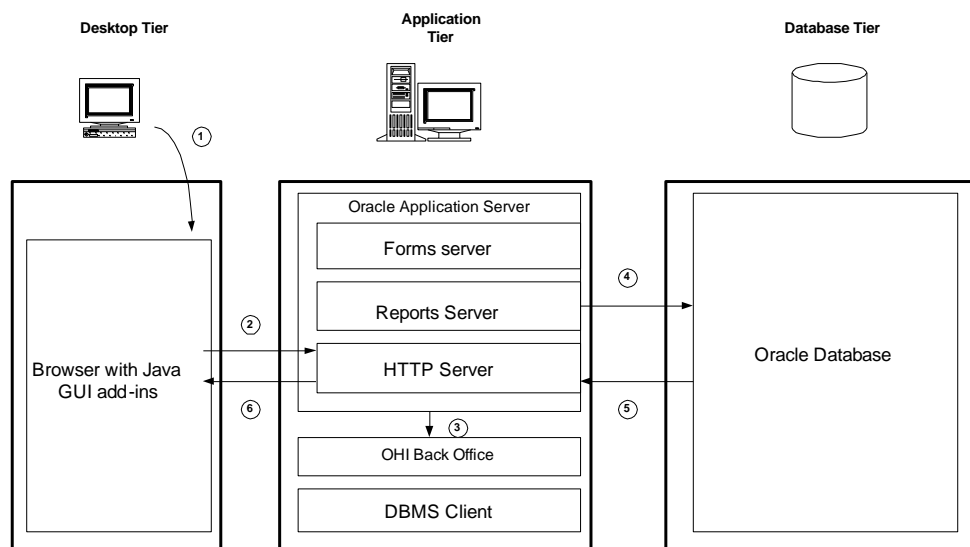 Desktop Tier
Application
Tier
Database Tier
1
Oracle Application Server
Forms server
4
Reports Server
2
Oracle Database
Browser with Java
GUI add-ins
HTTP Server
6
5
3
OHI Back Office
DBMS Client